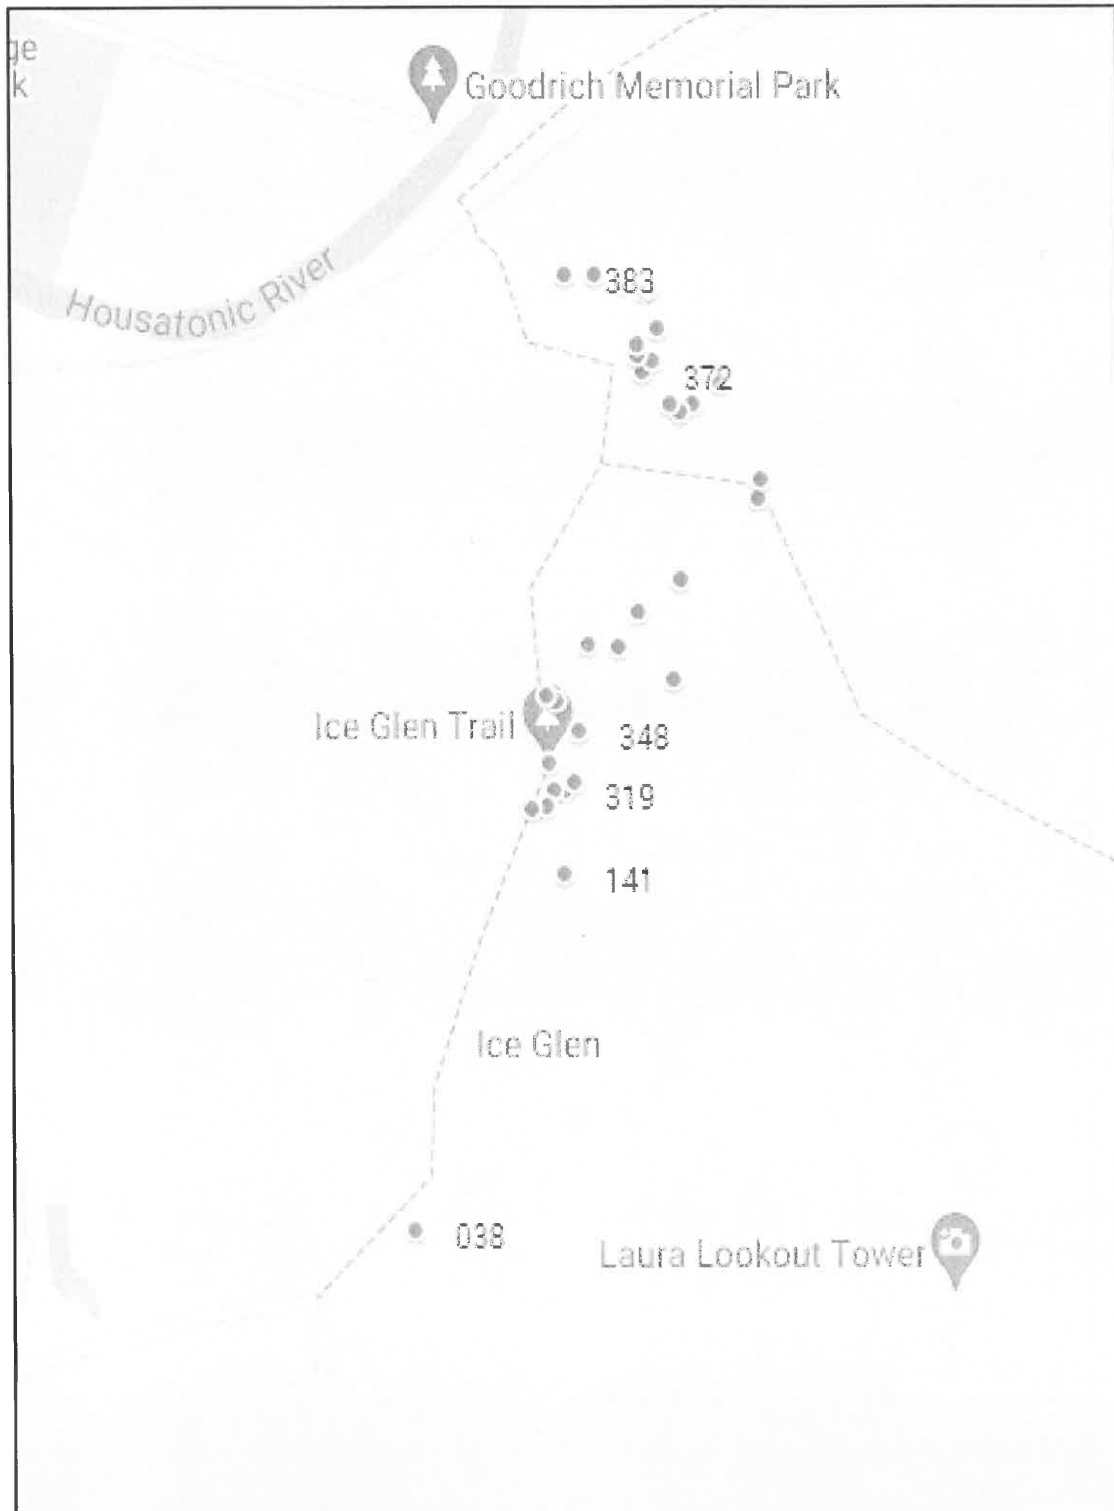 ge
k
Goodrich Memorial Park
Housatonic River
383
372
Ice Glen Trail
348
319
141
Ice Glen
038
Laura Lookout Tower